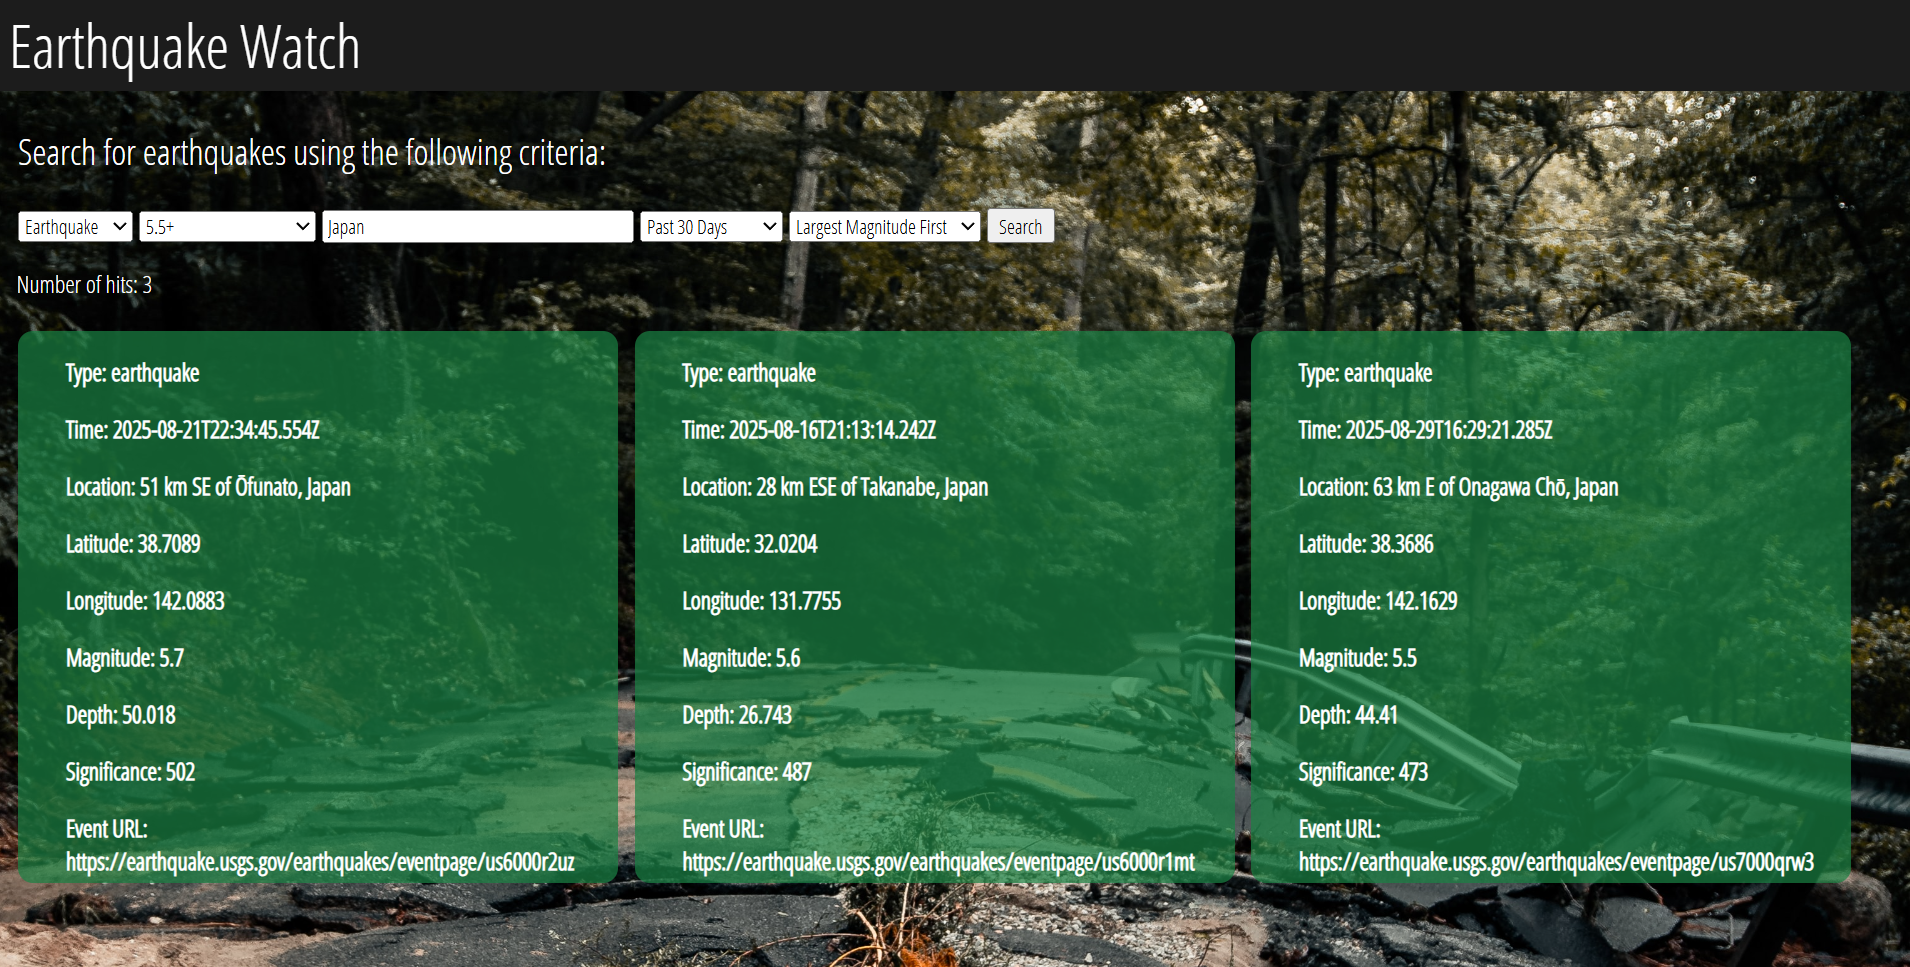 Earthquake Watch
Search for earthquakes using the following criteria:
Earthquake 5.5+ Japan Past 30 Days Largest Magnitude First Search
Number of hits: 3
Type: earthquake
Time: 2025-08-21T22:34:45.554Z
Location: 51 km SE of Ōfunato, Japan
Latitude: 38.7089
Longitude: 142.0883
Magnitude: 5.7
Depth: 50.018
Significance: 502
Event URL:
https://earthquake.usgs.gov/earthquakes/eventpage/us6000r2uz
Type: earthquake
Time: 2025-08-16T21:13:14.242Z
Location: 28 km ESE of Takanabe, Japan
Latitude: 32.0204
Longitude: 131.7755
Magnitude: 5.6
Depth: 26.743
Significance: 487
Event URL:
https://earthquake.usgs.gov/earthquakes/eventpage/us6000r1mt
Type: earthquake
Time: 2025-08-29T16:29:21.285Z
Location: 63 km E of Onagawa Chō, Japan
Latitude: 38.3686
Longitude: 142.1629
Magnitude: 5.5
Depth: 44.41
Significance: 473
Event URL:
https://earthquake.usgs.gov/earthquakes/eventpage/us7000qrw3